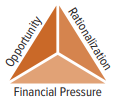 Opportunity
Rationalization
Financial Pressure